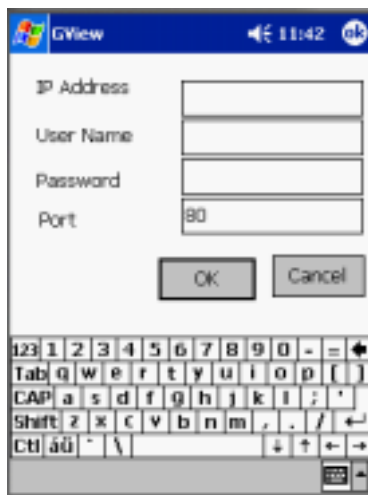 GView 11:42 ok
IP Address
User Name
Password
Port 80
OK Cancel
123 1 2 3 4 5 6 7 8 9 0 - =
Tab q w e r t y u i o p [ ]
CAP a s d f g h j k l ; '
Shift z x c v b n m , . /
Ctl áü ` \